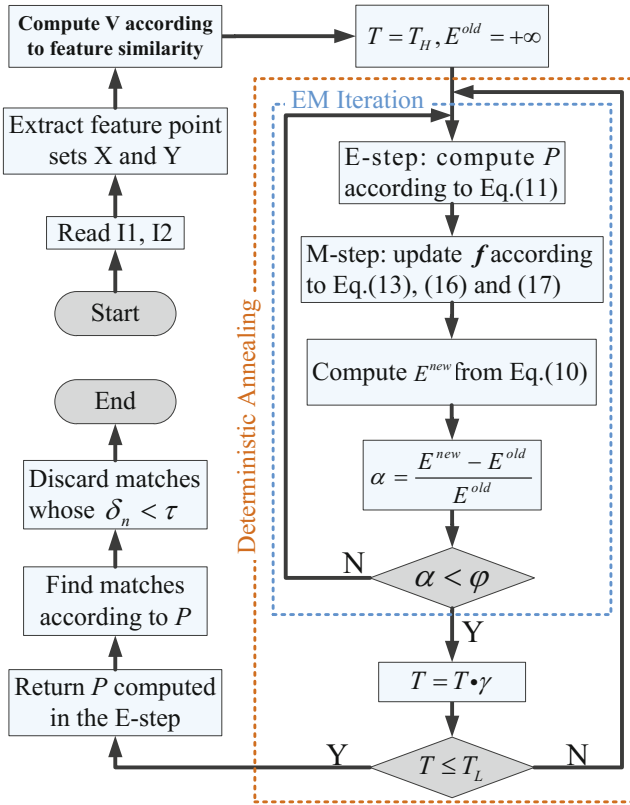 Start
Read I1, I2
Extract feature point
sets X and Y
Compute V according
to feature similarity
T = T_H, E^{old} = +∞
Deterministic Annealing
EM Iteration
E-step: compute P
according to Eq.(11)
M-step: update f according
to Eq.(13), (16) and (17)
Compute E^{new} from Eq.(10)
α = \frac{E^{new} − E^{old}}{E^{old}}
α < φ
N
Y
T = T•γ
T ≤ T_L
N
Y
Return P computed
in the E-step
Find matches
according to P
Discard matches
whose δ_n < τ
End